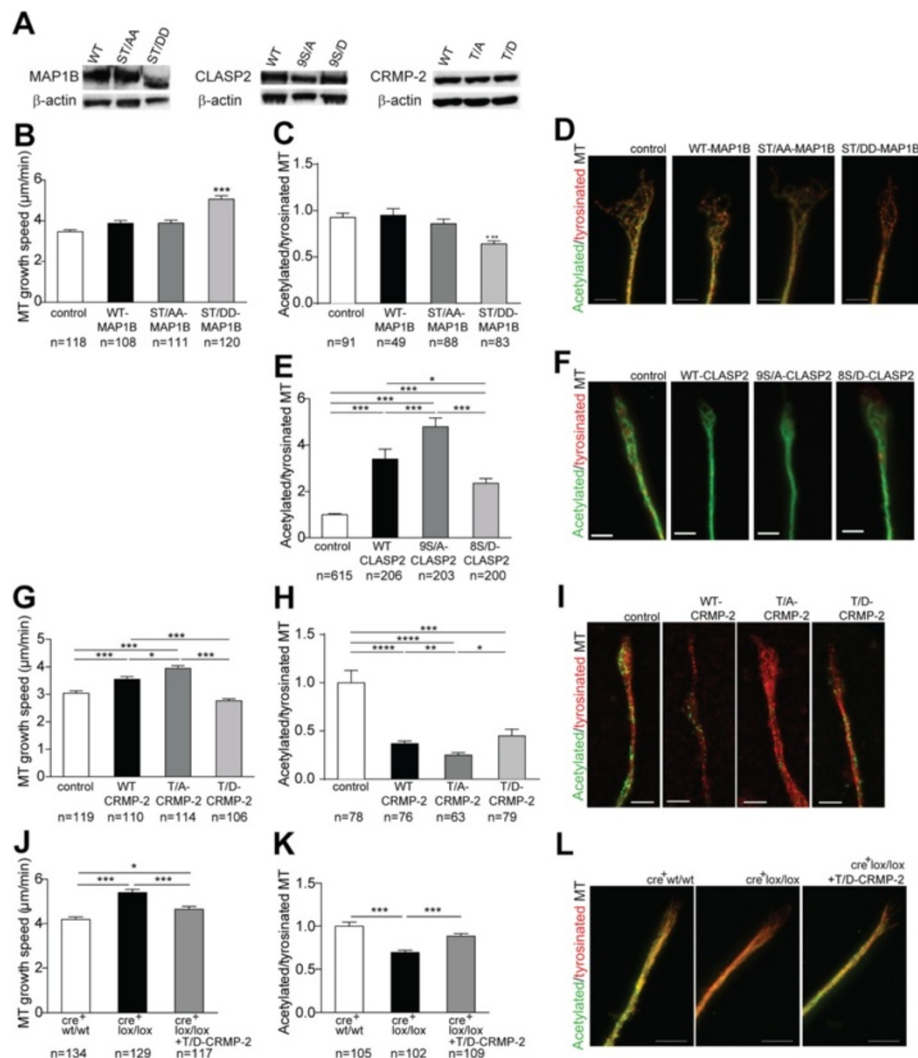 A
WT
ST/AA
ST/DD
MAP1B
β-actin
WT
9S/A
9S/D
CLASP2
β-actin
WT
T/A
T/D
CRMP-2
β-actin
B
MT growth speed (µm/min)
6
4
2
0
***
control
WT-MAP1B
ST/AA-MAP1B
ST/DD-MAP1B
n=118
n=108
n=111
n=120
C
Acetylated/tyrosinated MT
1.5
1.0
0.5
0.0
***
control
WT-MAP1B
ST/AA-MAP1B
ST/DD-MAP1B
n=91
n=49
n=88
n=83
D
Acetylated/tyrosinated MT
control
WT-MAP1B
ST/AA-MAP1B
ST/DD-MAP1B
E
Acetylated/tyrosinated MT
6
4
2
0
*
***
***
***
***
***
control
WT CLASP2
9S/A-CLASP2
8S/D-CLASP2
n=615
n=206
n=203
n=200
F
Acetylated/tyrosinated MT
control
WT-CLASP2
9S/A-CLASP2
8S/D-CLASP2
G
MT growth speed (µm/min)
5
4
3
2
1
0
***
***
***
*
***
control
WT CRMP-2
T/A-CRMP-2
T/D-CRMP-2
n=119
n=110
n=114
n=106
H
Acetylated/tyrosinated MT
1.5
1.0
0.5
0.0
***
****
****
**
*
control
WT CRMP-2
T/A-CRMP-2
T/D-CRMP-2
n=78
n=76
n=63
n=79
I
Acetylated/tyrosinated MT
control
WT-CRMP-2
T/A-CRMP-2
T/D-CRMP-2
J
MT growth speed (µm/min)
6
4
2
0
*
***
***
cre+ wt/wt
cre+ lox/lox
cre+ lox/lox +T/D-CRMP-2
n=134
n=129
n=117
K
Acetylated/tyrosinated MT
1.5
1.0
0.5
0.0
***
***
cre+ wt/wt
cre+ lox/lox
cre+ lox/lox +T/D-CRMP-2
n=105
n=102
n=109
L
Acetylated/tyrosinated MT
cre+ wt/wt
cre+ lox/lox
cre+ lox/lox +T/D-CRMP-2